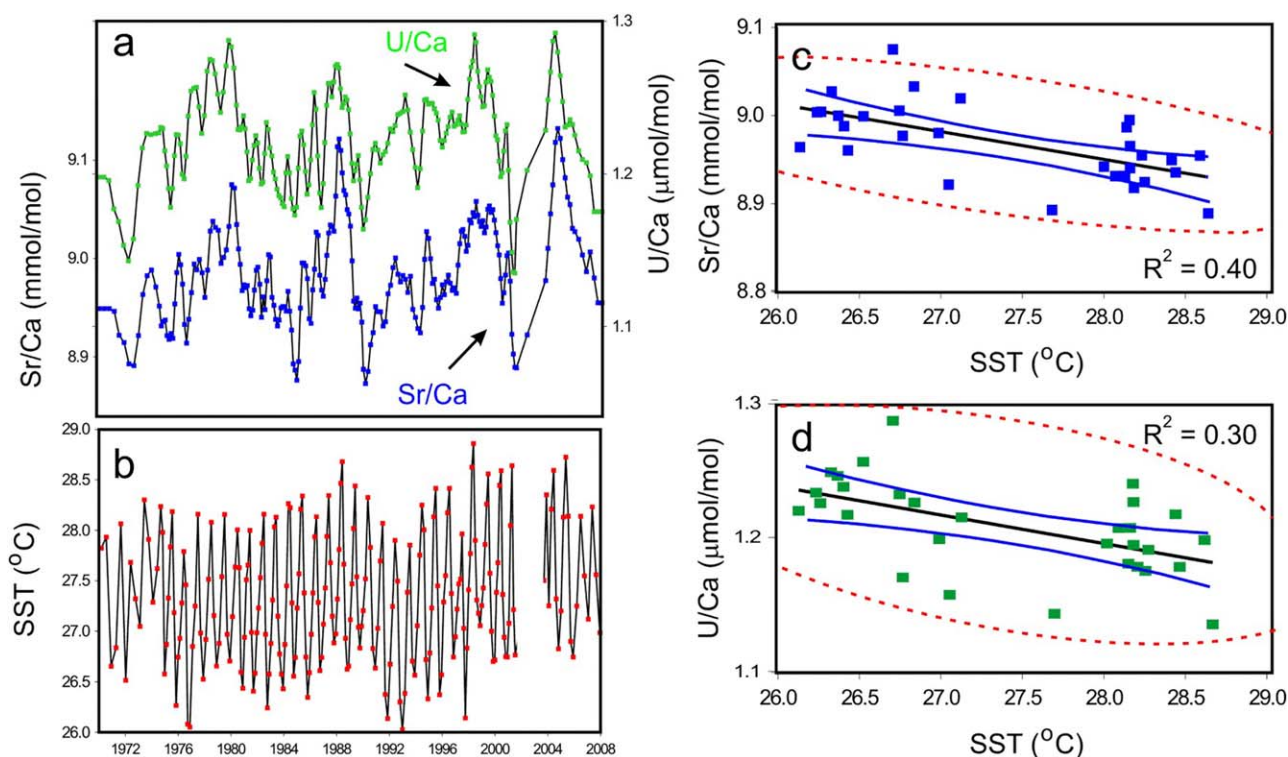 a
U/Ca
Sr/Ca
Sr/Ca (mmol/mol)
9.1
9.0
8.9
U/Ca (μmol/mol)
1.3
1.2
1.1
b
SST (°C)
29.0
28.5
28.0
27.5
27.0
26.5
26.0
1972 1976 1980 1984 1988 1992 1996 2000 2004 2008
c
Sr/Ca (mmol/mol)
9.1
9.0
8.9
8.8
R² = 0.40
26.0 26.5 27.0 27.5 28.0 28.5 29.0
SST (°C)
d
U/Ca (μmol/mol)
1.3
1.2
1.1
R² = 0.30
26.0 26.5 27.0 27.5 28.0 28.5 29.0
SST (°C)